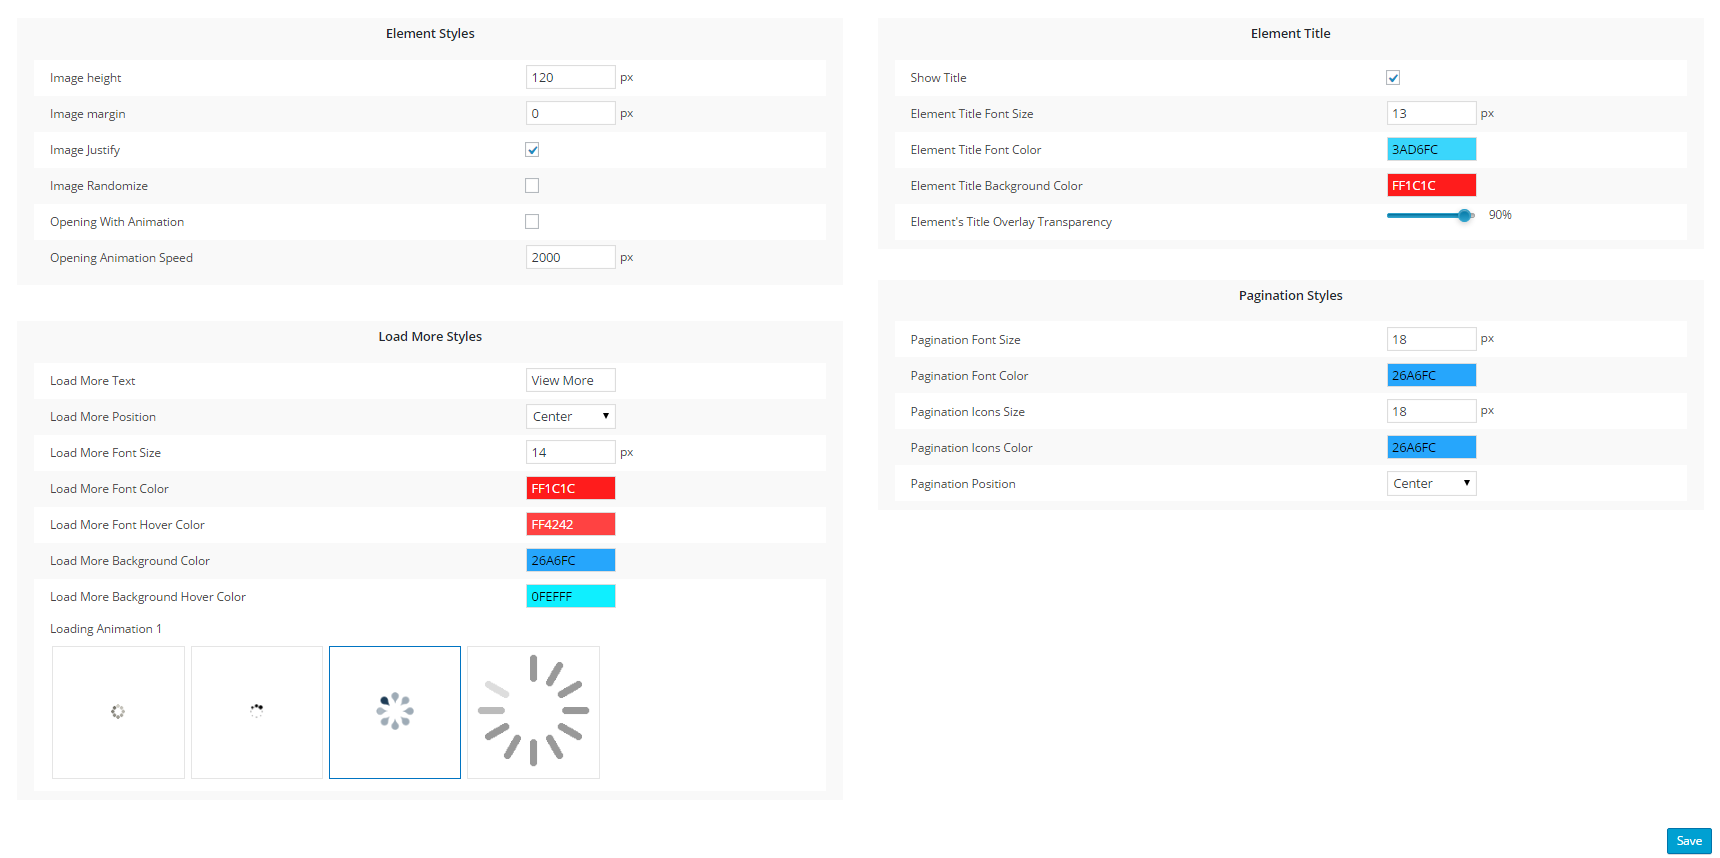 Element Styles
Image height 120 px
Image margin 0 px
Image Justify
Image Randomize
Opening With Animation
Opening Animation Speed 2000 px
Load More Styles
Load More Text View More
Load More Position Center
Load More Font Size 14 px
Load More Font Color FF1C1C
Load More Font Hover Color FF4242
Load More Background Color 26A6FC
Load More Background Hover Color 0FEFFF
Loading Animation 1
Element Title
Show Title
Element Title Font Size 13 px
Element Title Font Color 3AD6FC
Element Title Background Color FF1C1C
Element's Title Overlay Transparency 90%
Pagination Styles
Pagination Font Size 18 px
Pagination Font Color 26A6FC
Pagination Icons Size 18 px
Pagination Icons Color 26A6FC
Pagination Position Center
Save